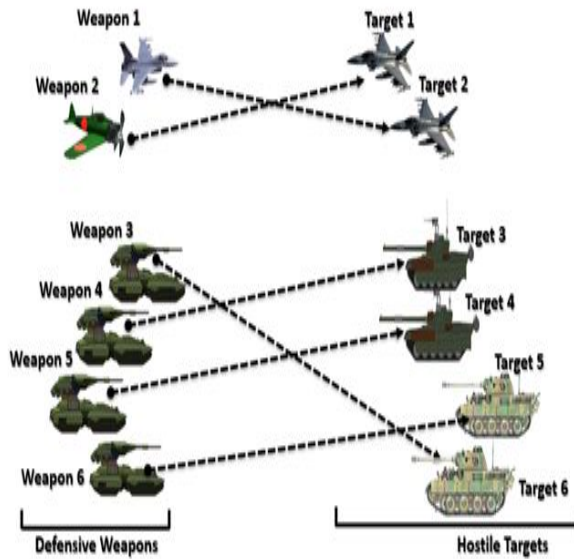 Weapon 1
Target 1
Weapon 2
Target 2
Weapon 3
Target 3
Weapon 4
Target 4
Weapon 5
Target 5
Weapon 6
Target 6
Defensive Weapons
Hostile Targets